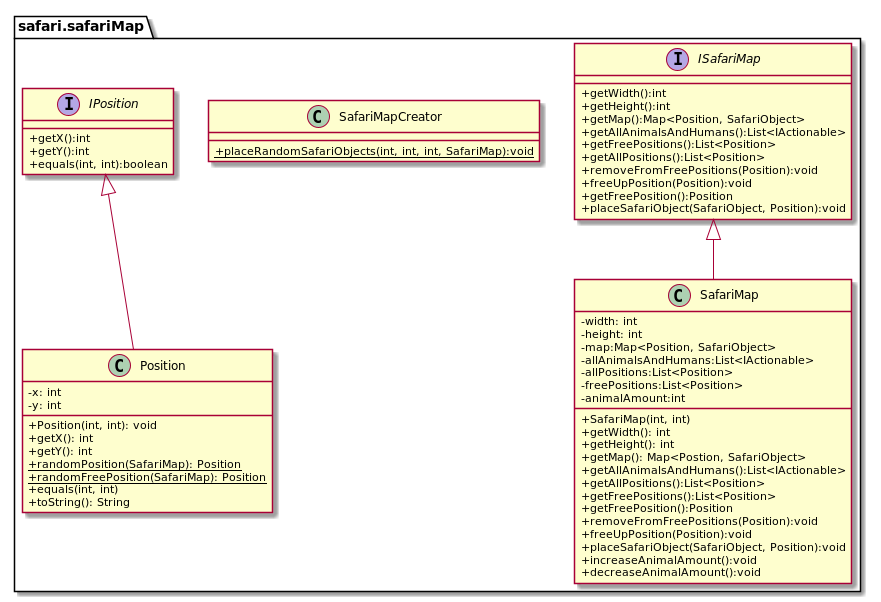 safari.safariMap
I IPosition
+getX():int
+getY():int
+equals(int, int):boolean
C SafariMapCreator
+placeRandomSafariObjects(int, int, int, SafariMap):void
I ISafariMap
+getWidth():int
+getHeight():int
+getMap():Map<Position, SafariObject>
+getAllAnimalsAndHumans():List<IActionable>
+getFreePositions():List<Position>
+getAllPositions():List<Position>
+removeFromFreePositions(Position):void
+freeUpPosition(Position):void
+getFreePosition():Position
+placeSafariObject(SafariObject, Position):void
C Position
-x: int
-y: int
+Position(int, int): void
+getX(): int
+getY(): int
+randomPosition(SafariMap): Position
+randomFreePosition(SafariMap): Position
+equals(int, int)
+toString(): String
C SafariMap
-width: int
-height: int
-map:Map<Position, SafariObject>
-allAnimalsAndHumans:List<IActionable>
-allPositions:List<Position>
-freePositions:List<Position>
-animalAmount:int
+SafariMap(int, int)
+getWidth(): int
+getHeight(): int
+getMap(): Map<Postion, SafariObject>
+getAllAnimalsAndHumans():List<IActionable>
+getAllPositions():List<Position>
+getFreePositions():List<Position>
+getFreePosition():Position
+removeFromFreePositions(Position):void
+freeUpPosition(Position):void
+placeSafariObject(SafariObject, Position):void
+increaseAnimalAmount():void
+decreaseAnimalAmount():void